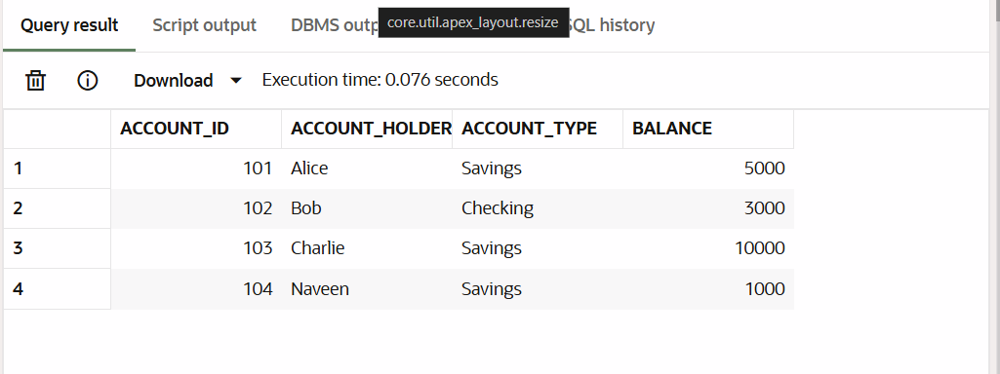 Query result Script output DBMS outp core.util.apex_layout.resize SQL history
Download Execution time: 0.076 seconds
ACCOUNT_ID ACCOUNT_HOLDER ACCOUNT_TYPE BALANCE
1 101 Alice Savings 5000
2 102 Bob Checking 3000
3 103 Charlie Savings 10000
4 104 Naveen Savings 1000